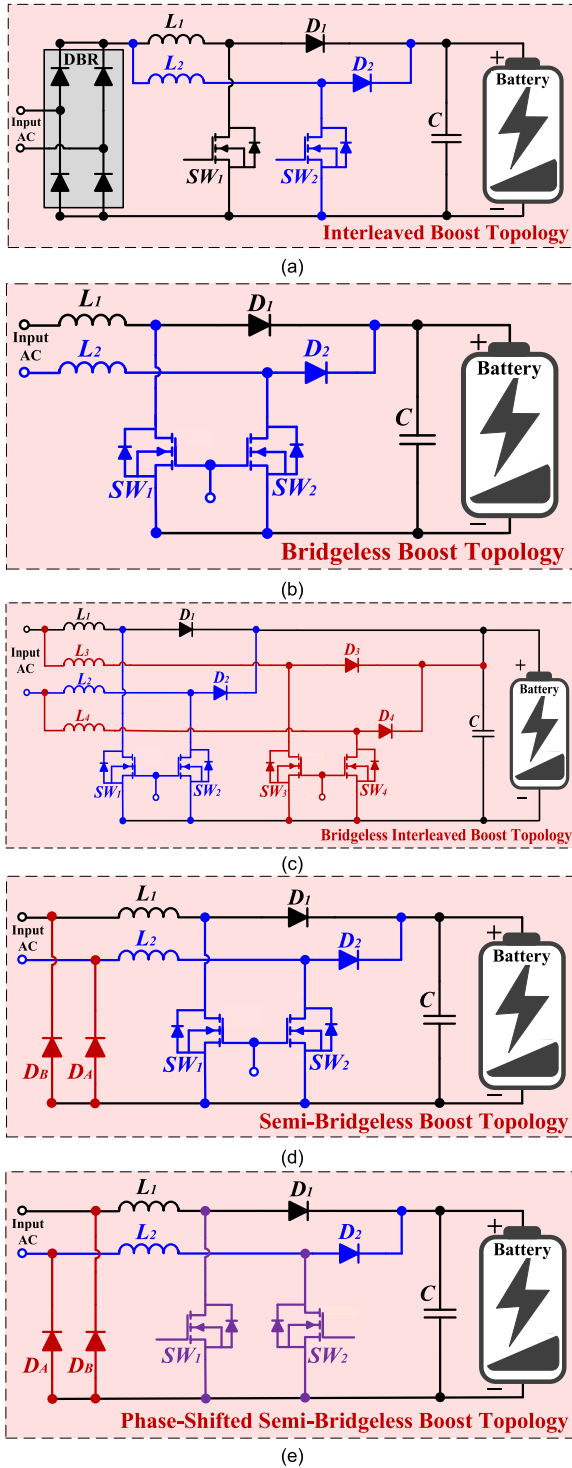 L1
D1
DBR
L2
D2
Battery
+
Input
AC
C
SW1
SW2
−
Interleaved Boost Topology
(a)
L1
D1
Input
AC
L2
D2
+
Battery
C
SW1
SW2
−
Bridgeless Boost Topology
(b)
L1
D1
Input
AC
L3
D3
L2
D2
+
Battery
L4
D4
C
SW1
SW2
SW3
SW4
−
Bridgeless Interleaved Boost Topology
(c)
L1
D1
Input
AC
L2
D2
+
Battery
C
DB
DA
SW1
SW2
−
Semi-Bridgeless Boost Topology
(d)
L1
D1
Input
AC
L2
D2
+
Battery
C
DA
DB
SW1
SW2
−
Phase-Shifted Semi-Bridgeless Boost Topology
(e)